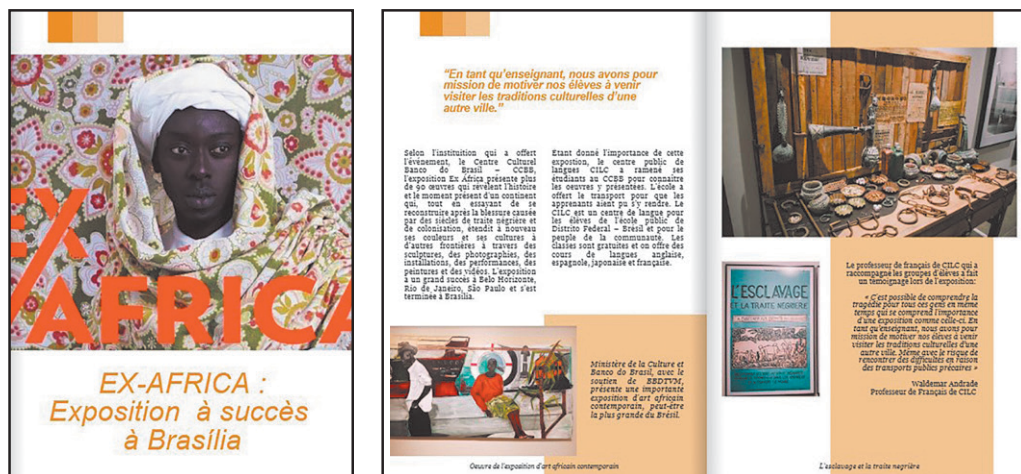 EX
AFRICA
EX-AFRICA :
Exposition à succès
à Brasília
"En tant qu'enseignant, nous avons pour
mission de motiver nos élèves à venir
visiter les traditions culturelles d'une
autre ville."
Selon l'instituition qui a offert
l'événement, le Centre Culturel
Banco do Brasil – CCBB,
l'exposition Ex Africa présente plus
de 90 œuvres qui révèlent l'histoire
et le moment présent d'un continent
qui, tout en essayant de se
reconstruire après la blessure causée
par des siècles de traite négrière et
de colonisation, étendit à nouveau
ses couleurs et ses cultures à
d'autres frontières à travers des
sculptures, des photographies, des
installations, des performances, des
peintures et des vidéos. L'exposition
a un grand succès à Belo Horizonte,
Rio de Janeiro, São Paulo et s'est
terminée à Brasília.
Etant donné l'importance de cette
expostion, le centre public de
langues CILC a ramené ses
étudiants au CCBB pour connaître
les oeuvres y présentées. L'école a
offert le transport pour que les
apprenants aient pu s'y rendre. Le
CILC est un centre de langue pour
les élèves de l'école public de
Distrito Federal – Brésil et pour le
peuple de la communauté. Les
classes sont gratuites et on offre des
cours de langues anglaise,
espagnole, japonaise et française.
Ministère de la Culture et
Banco do Brasil, avec le
soutien de BBDTVM,
présente une importante
exposition d'art africain
contemporain, peut-être
la plus grande du Brésil.
Oeuvre de l'exposition d'art africain contemporain
L'ESCLAVAGE
ET LA TRAITE NÉGRIÈRE
Le professeur de français de CILC qui a
raccompagne les groupes d'élèves a fait
un témoignage lors de l'exposition:
« C'est possible de comprendre la
tragédie pour tous ces gens en même
temps qui se comprend l'importance
d'une exposition comme celle-ci. En
tant qu'enseignant, nous avons pour
mission de motiver nos élèves à venir
visiter les traditions culturelles d'une
autre ville. Même avec le risque de
rencontrer des difficultés en raison
des transports publics précaires »
Waldemar Andrade
Professeur de Français de CILC
L'esclavage et la traite negrière